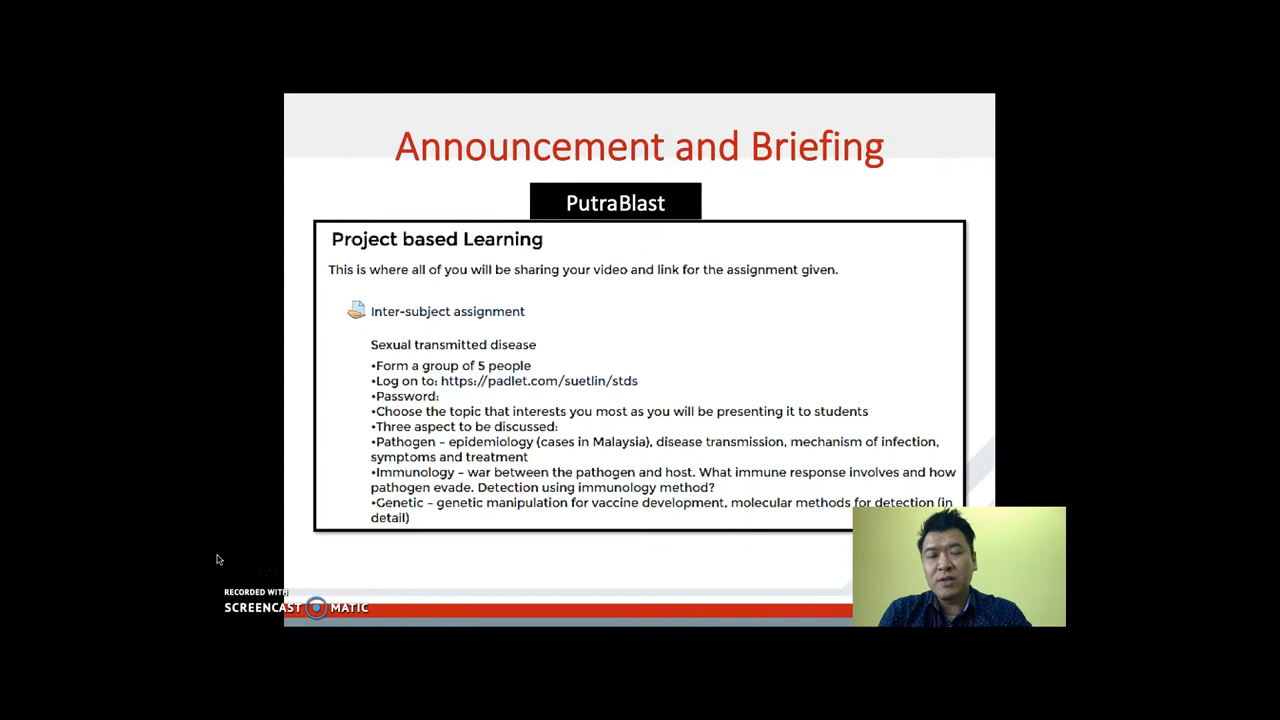 Announcement and Briefing
PutraBlast
Project based Learning
This is where all of you will be sharing your video and link for the assignment given.
Inter-subject assignment
Sexual transmitted disease
•Form a group of 5 people
•Log on to: https://padlet.com/suetlin/stds
•Password:
•Choose the topic that interests you most as you will be presenting it to students
•Three aspect to be discussed:
•Pathogen – epidemiology (cases in Malaysia), disease transmission, mechanism of infection,
symptoms and treatment
•Immunology – war between the pathogen and host. What immune response involves and how
pathogen evade. Detection using immunology method?
•Genetic – genetic manipulation for vaccine development, molecular methods for detection (in
detail)
RECORDED WITH
SCREENCAST MATIC